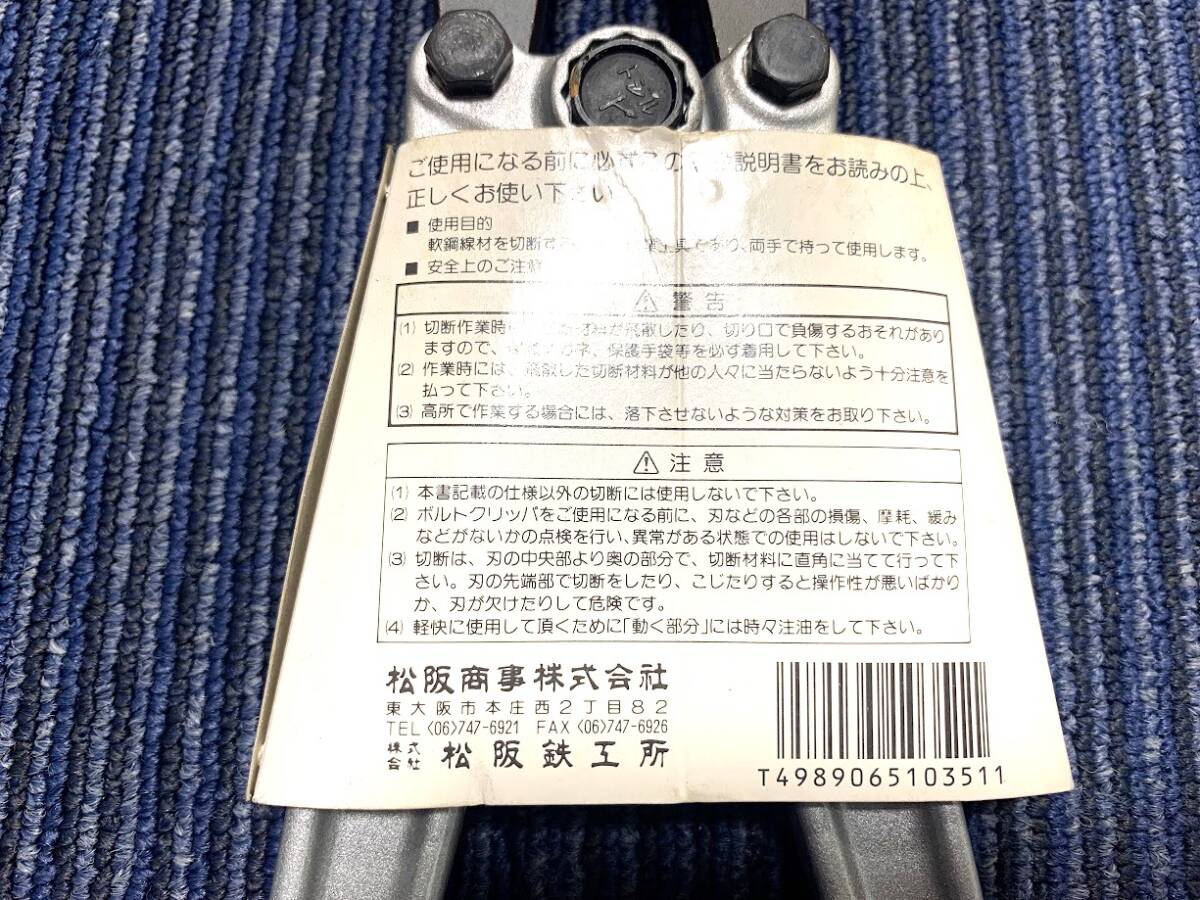 トマル
ご使用になる前に必ずこの説明書をお読みの上、
正しくお使い下さい
■ 使用目的
軟鋼線材を切断す 工具であり、両手で持って使用します。
■ 安全上のご注意
⚠ 警告
(1) 切断作業時に 材料が飛散したり、切り口で負傷するおそれがあり
ますので、 保護手袋等を必ず着用して下さい。
(2) 作業時には、飛散した切断材料が他の人々に当たらないよう十分注意を
払って下さい。
(3) 高所で作業する場合には、落下させないような対策をお取り下さい。
⚠ 注意
(1) 本書記載の仕様以外の切断には使用しないで下さい。
(2) ボルトクリッパをご使用になる前に、刃などの各部の損傷、摩耗、緩み
などがないかの点検を行い、異常がある状態での使用はしないで下さい。
(3) 切断は、刃の中央部より奥の部分で、切断材料に直角に当てて行って下
さい。刃の先端部で切断をしたり、こじたりすると操作性が悪いばかり
か、刃が欠けたりして危険です。
(4) 軽快に使用して頂くために「動く部分」には時々注油をして下さい。
松阪商事株式会社
東大阪市本庄西2丁目82
TEL〈06〉747-6921 FAX〈06〉747-6926
株式会社 松阪鉄工所
T4989065103511